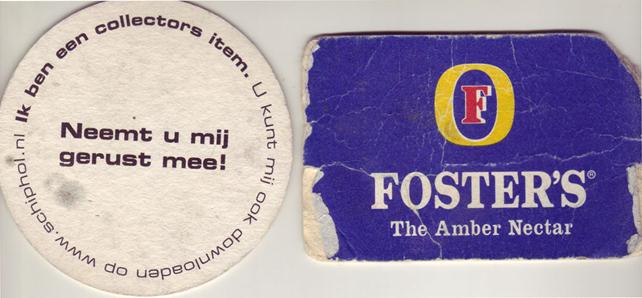 Ik ben een collectors item. U kunt mij ook downloaden op www.schiphol.nl
Neemt u mij
gerust mee!
F
FOSTER'S®
The Amber Nectar